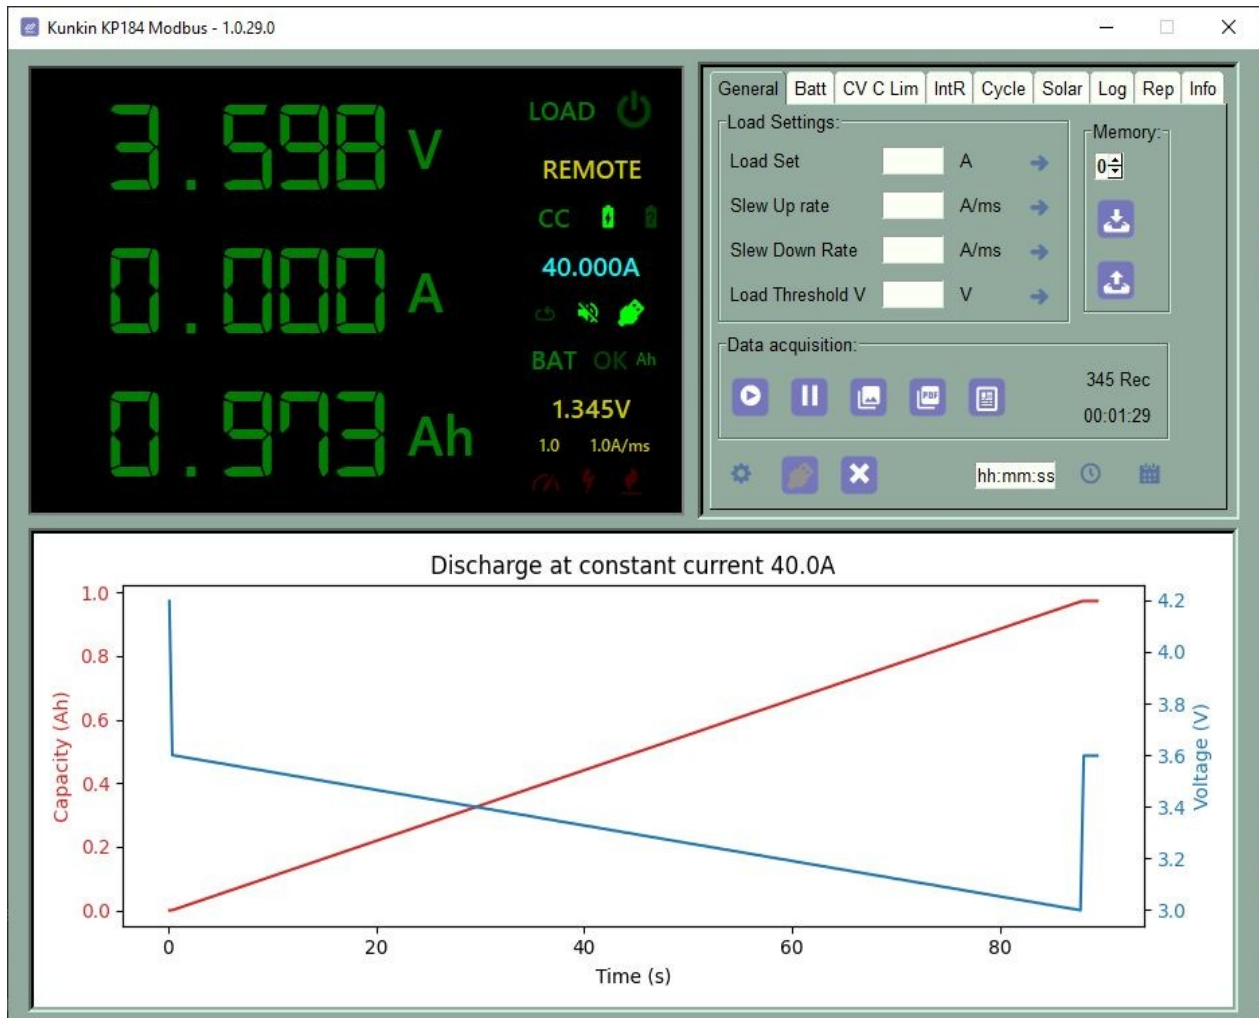 Kunkin KP184 Modbus - 1.0.29.0
3.598 V
0.000 A
0.973 Ah
LOAD
REMOTE
CC
40.000A
BAT OK Ah
1.345V
1.0 1.0A/ms
General Batt CV C Lim IntR Cycle Solar Log Rep Info
Load Settings:
Load Set A
Slew Up rate A/ms
Slew Down Rate A/ms
Load Threshold V V
Memory:
0
Data acquisition:
PDF
345 Rec
00:01:29
hh:mm:ss
Discharge at constant current 40.0A
Capacity (Ah)
1.0
0.8
0.6
0.4
0.2
0.0
4.2
4.0
3.8
3.6
3.4
3.2
3.0
Voltage (V)
0 20 40 60 80
Time (s)